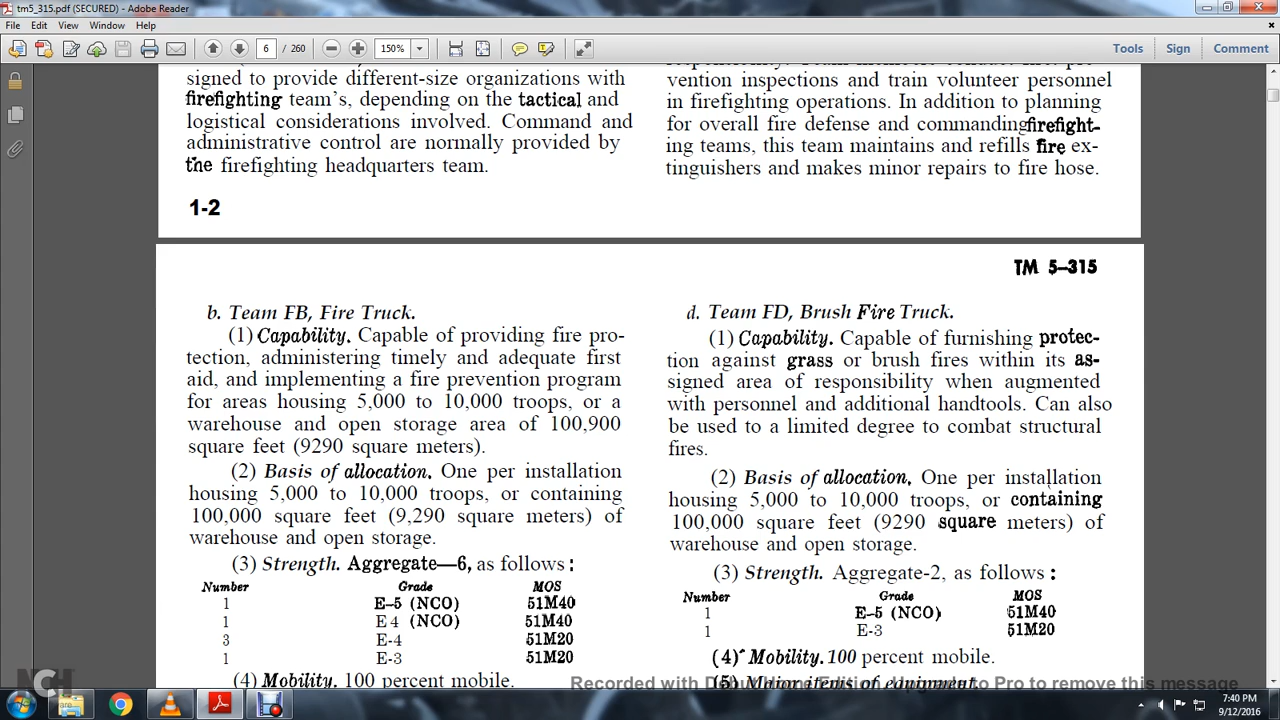 tm5_315.pdf (SECURED) - Adobe Reader
File Edit View Window Help
6 / 260 150% Tools Sign Comment
signed to provide different-size organizations with
firefighting team's, depending on the tactical and
logistical considerations involved. Command and
administrative control are normally provided by
the firefighting headquarters team.
vention inspections and train volunteer personnel
in firefighting operations. In addition to planning
for overall fire defense and commanding firefight-
ing teams, this team maintains and refills fire ex-
tinguishers and makes minor repairs to fire hose.
1-2
TM 5-315
b. Team FB, Fire Truck.
(1) Capability. Capable of providing fire pro-
tection, administering timely and adequate first
aid, and implementing a fire prevention program
for areas housing 5,000 to 10,000 troops, or a
warehouse and open storage area of 100,900
square feet (9290 square meters).
(2) Basis of allocation. One per installation
housing 5,000 to 10,000 troops, or containing
100,000 square feet (9,290 square meters) of
warehouse and open storage.
(3) Strength. Aggregate—6, as follows:
Number Grade MOS
1 E-5 (NCO) 51M40
1 E4 (NCO) 51M40
3 E-4 51M20
1 E-3 51M20
(4) Mobility. 100 percent mobile.
d. Team FD, Brush Fire Truck.
(1) Capability. Capable of furnishing protec-
tion against grass or brush fires within its as-
signed area of responsibility when augmented
with personnel and additional handtools. Can also
be used to a limited degree to combat structural
fires.
(2) Basis of allocation. One per installation
housing 5,000 to 10,000 troops, or containing
100,000 square feet (9290 square meters) of
warehouse and open storage.
(3) Strength. Aggregate-2, as follows:
Number Grade MOS
1 E-5 (NCO) 51M40
1 E-3 51M20
(4) Mobility. 100 percent mobile.
(5) Major items of equipment.
Recorded with to Pro to remove this message
NCH
7:40 PM
9/12/2016